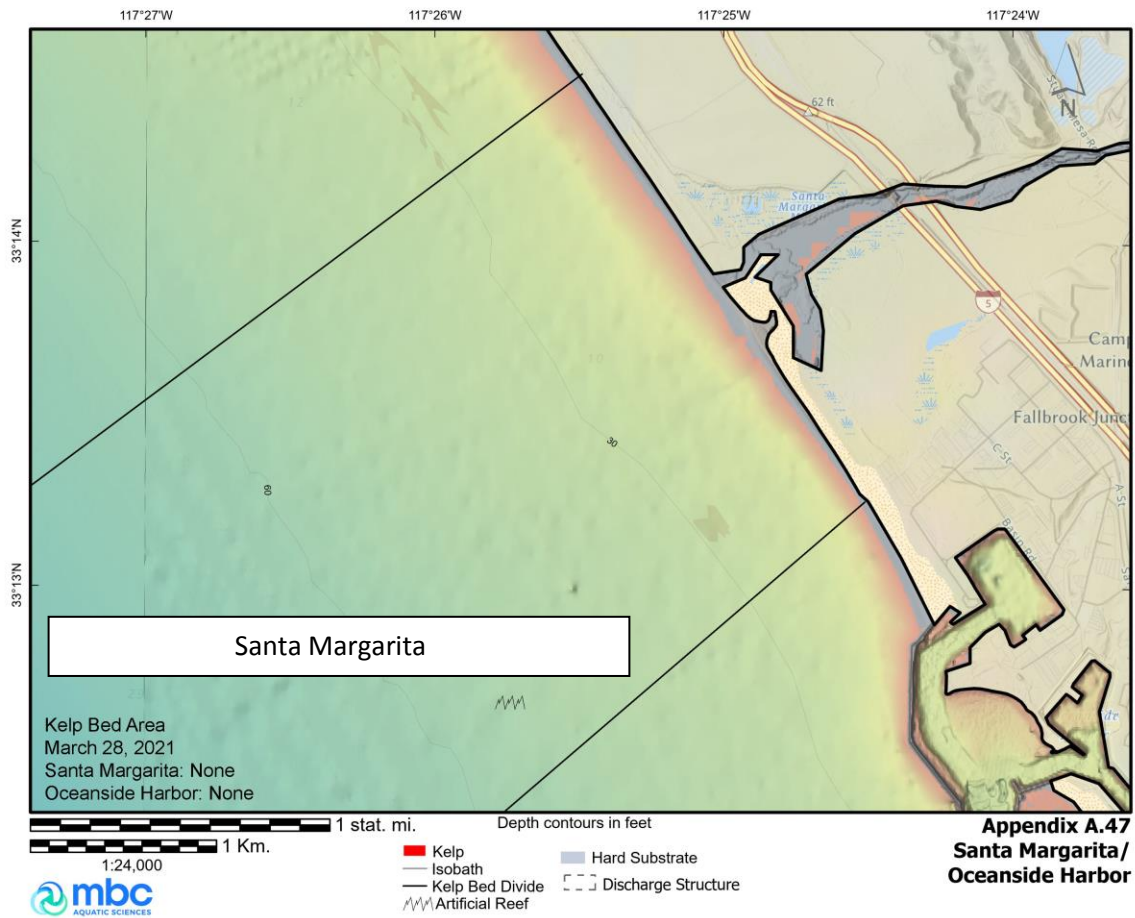 117°27'W
117°26'W
117°25'W
117°24'W
33°14'N
33°13'N
62 ft
N
Santa
5
Camp
Marine
Fallbrook Junc
C-St
A St
Basin Rd
30
60
Santa Margarita
Kelp Bed Area
March 28, 2021
Santa Margarita: None
Oceanside Harbor: None
1 stat. mi.
1 Km.
1:24,000
Depth contours in feet
Kelp
Isobath
Kelp Bed Divide
Artificial Reef
Hard Substrate
Discharge Structure
Appendix A.47
Santa Margarita/
Oceanside Harbor
mbc
AQUATIC SCIENCES